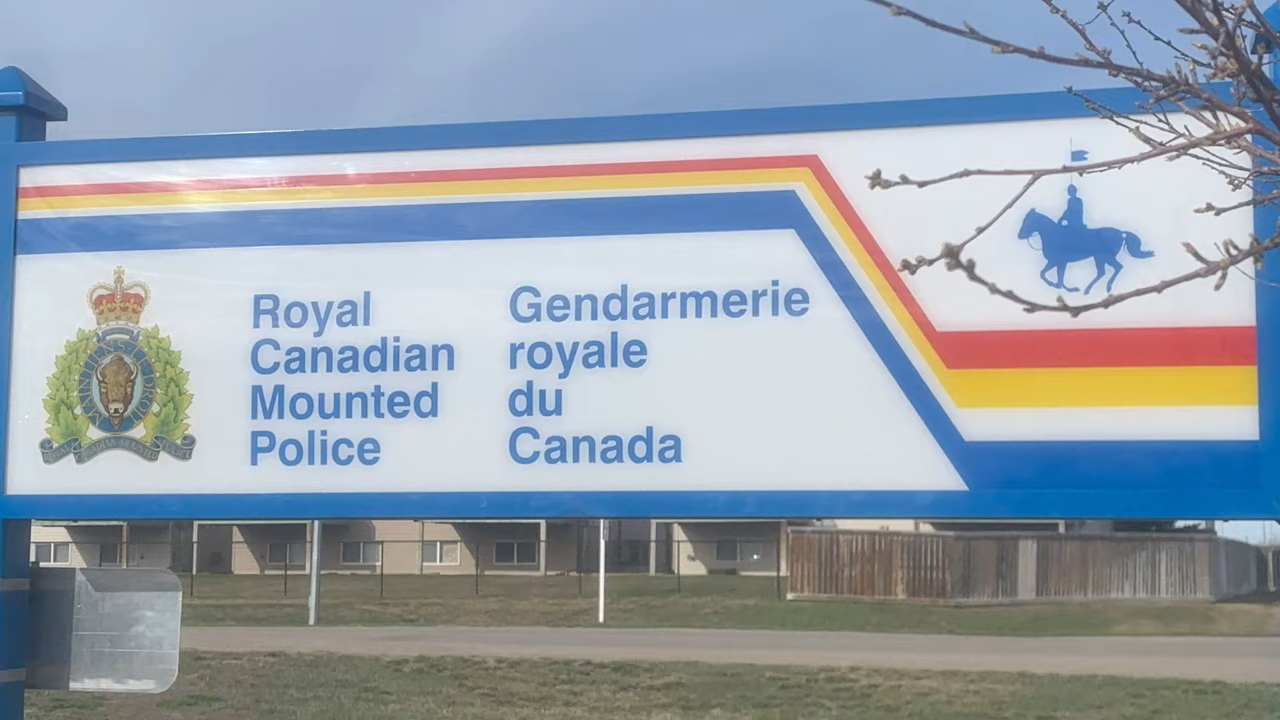 Royal
Canadian
Mounted
Police
Gendarmerie
royale
du
Canada